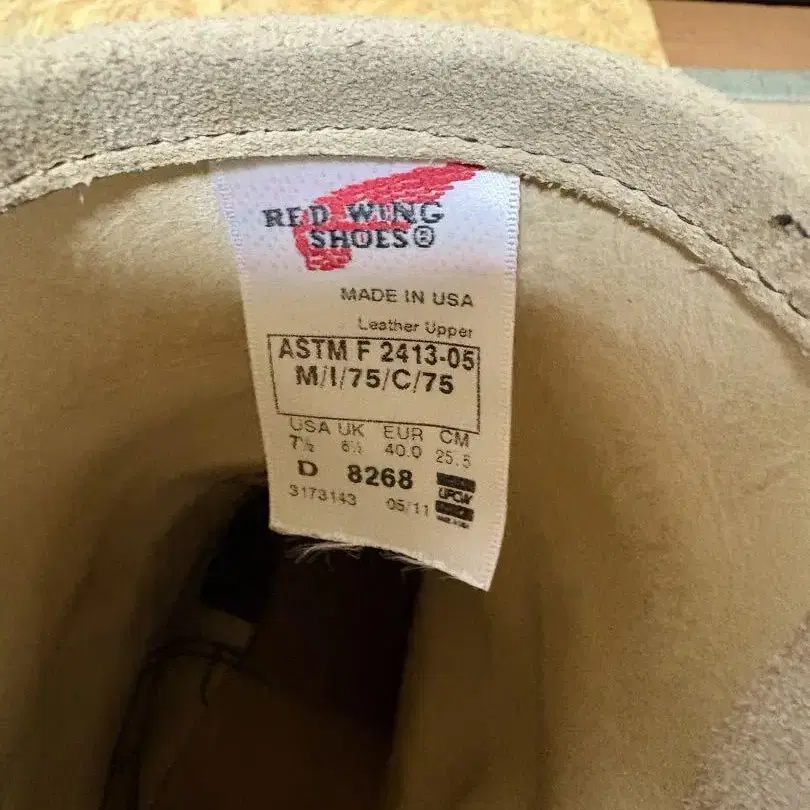 RED WING
SHOES®
MADE IN USA
Leather Upper
ASTM F 2413-05
M/I/75/C/75
USA UK EUR CM
7½ 6½ 40.0 25.5
D 8268
3173143 05/11
UFCW